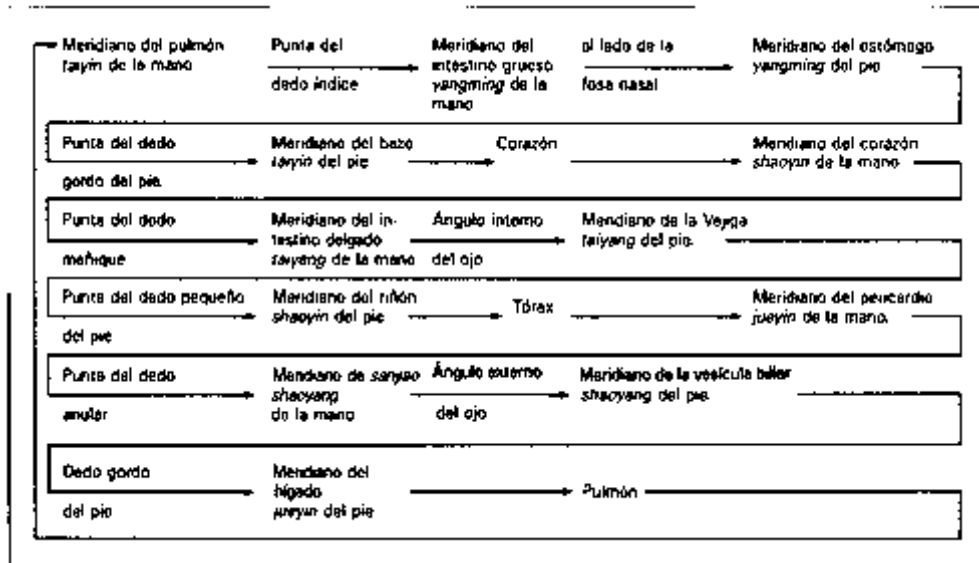 Meridiano del pulmón
taiyin de la mano
Punta del
dedo índice
Meridiano del
intestino grueso
yangming de la
mano
al lado de la
fosa nasal
Meridiano del estómago
yangming del pie
Punta del dedo
gordo del pie
Meridiano del bazo
taiyin del pie
Corazón
Meridiano del corazón
shaoyin de la mano
Punta del dedo
meñique
Meridiano del in-
testino delgado
taiyang de la mano
Ángulo interno
del ojo
Meridiano de la Vejiga
taiyang del pie.
Punta del dedo pequeño
del pie
Meridiano del riñón
shaoyin del pie
Tórax
Meridiano del pericardio
jueyin de la mano.
Punta del dedo
anular
Meridiano de sanjiao
shaoyang
de la mano
Ángulo externo
del ojo
Meridiano de la vesícula biliar
shaoyang del pie
Dedo gordo
del pie
Meridiano del
hígado
jueyin del pie
Pulmón